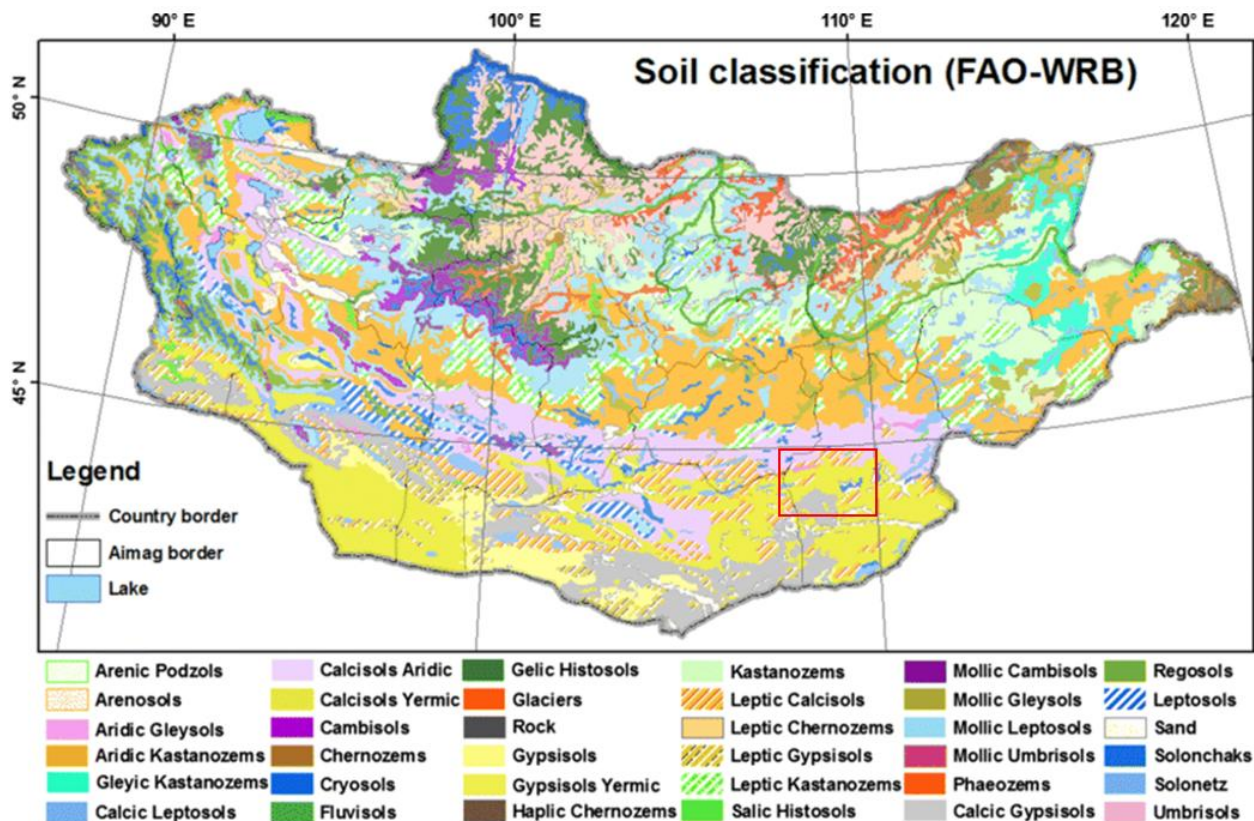 90° E 100° E 110° E 120° E
Soil classification (FAO-WRB)
50° N
45° N
Legend
Country border
Aimag border
Lake
Arenic Podzols
Arenosols
Aridic Gleysols
Aridic Kastanozems
Gleyic Kastanozems
Calcic Leptosols
Calcisols Aridic
Calcisols Yermic
Cambisols
Chernozems
Cryosols
Fluvisols
Gelic Histosols
Glaciers
Rock
Gypsisols
Gypsisols Yermic
Haplic Chernozems
Kastanozems
Leptic Calcisols
Leptic Chernozems
Leptic Gypsisols
Leptic Kastanozems
Salic Histosols
Mollic Cambisols
Mollic Gleysols
Mollic Leptosols
Mollic Umbrisols
Phaeozems
Calcic Gypsisols
Regosols
Leptosols
Sand
Solonchaks
Solonetz
Umbrisols